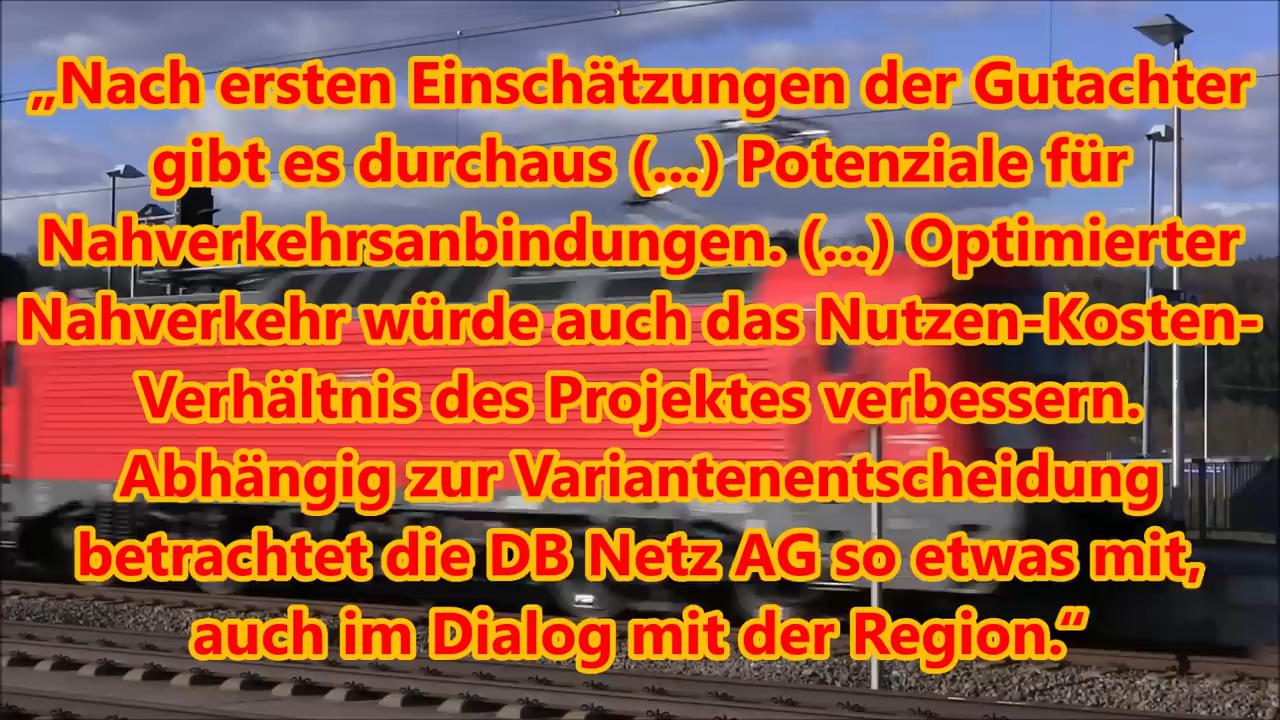 „Nach ersten Einschätzungen der Gutachter
gibt es durchaus (...) Potenziale für
Nahverkehrsanbindungen. (...) Optimierter
Nahverkehr würde auch das Nutzen-Kosten-
Verhältnis des Projektes verbessern.
Abhängig zur Variantenentscheidung
betrachtet die DB Netz AG so etwas mit,
auch im Dialog mit der Region.“